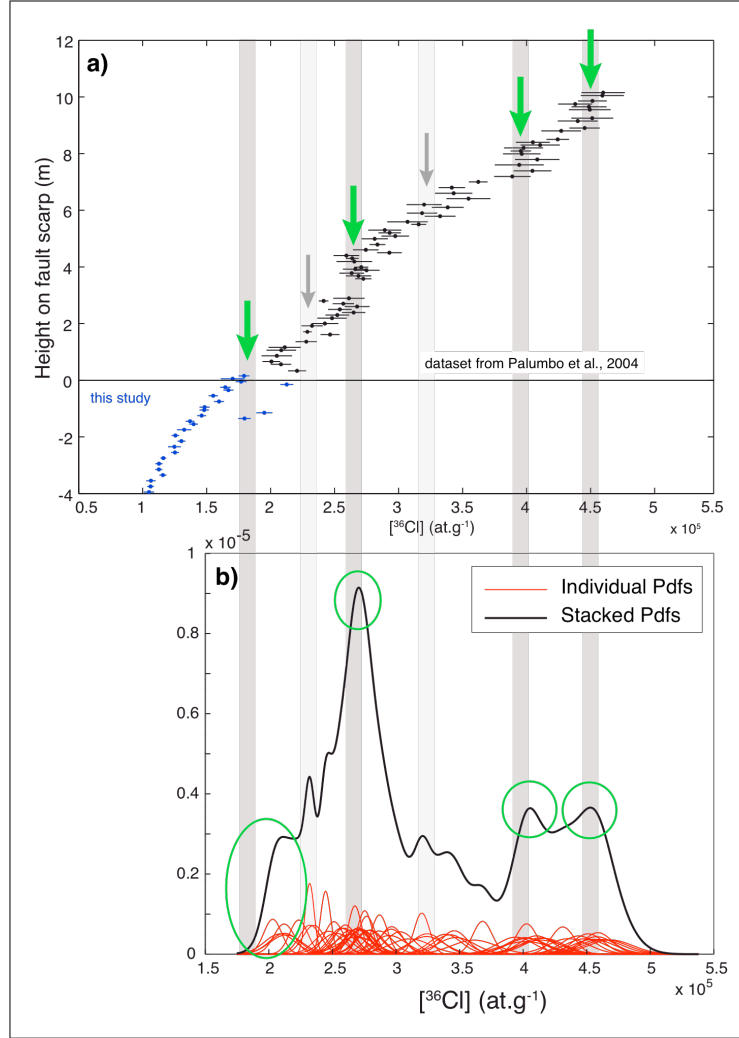 a)
12
10
8
6
4
2
0
-2
-4
Height on fault scarp (m)
dataset from Palumbo et al., 2004
this study
0.5 1 1.5 2 2.5 3 3.5 4 4.5 5 5.5
[³⁶Cl] (at.g⁻¹)
x 10⁵
x 10⁻⁵
b)
1
0.8
0.6
0.4
0.2
0
Individual Pdfs
Stacked Pdfs
1.5 2 2.5 3 3.5 4 4.5 5 5.5
[³⁶Cl] (at.g⁻¹)
x 10⁵